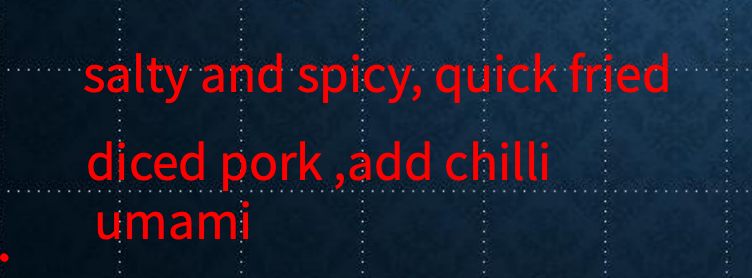 salty and spicy, quick fried
diced pork ,add chilli
umami